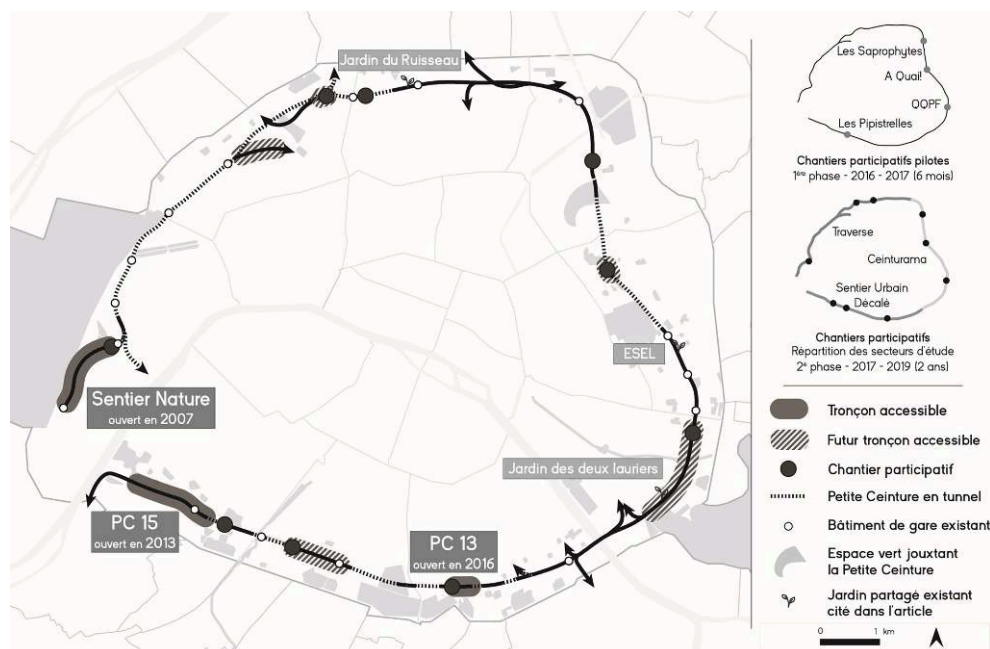 Jardin du Ruisseau
ESEL
Sentier Nature
ouvert en 2007
Jardin des deux lauriers
PC 15
ouvert en 2013
PC 13
ouvert en 2016
Les Saprophytes
A Quai!
OQPF
Les Pipistrelles
Chantiers participatifs pilotes
1ère phase - 2016 - 2017 (6 mois)
Traverse
Ceinturama
Sentier Urbain
Décalé
Chantiers participatifs
Répartition des secteurs d'étude
2e phase - 2017 - 2019 (2 ans)
Tronçon accessible
Futur tronçon accessible
Chantier participatif
Petite Ceinture en tunnel
Bâtiment de gare existant
Espace vert jouxtant
la Petite Ceinture
Jardin partagé existant
cité dans l'article
0 1 km